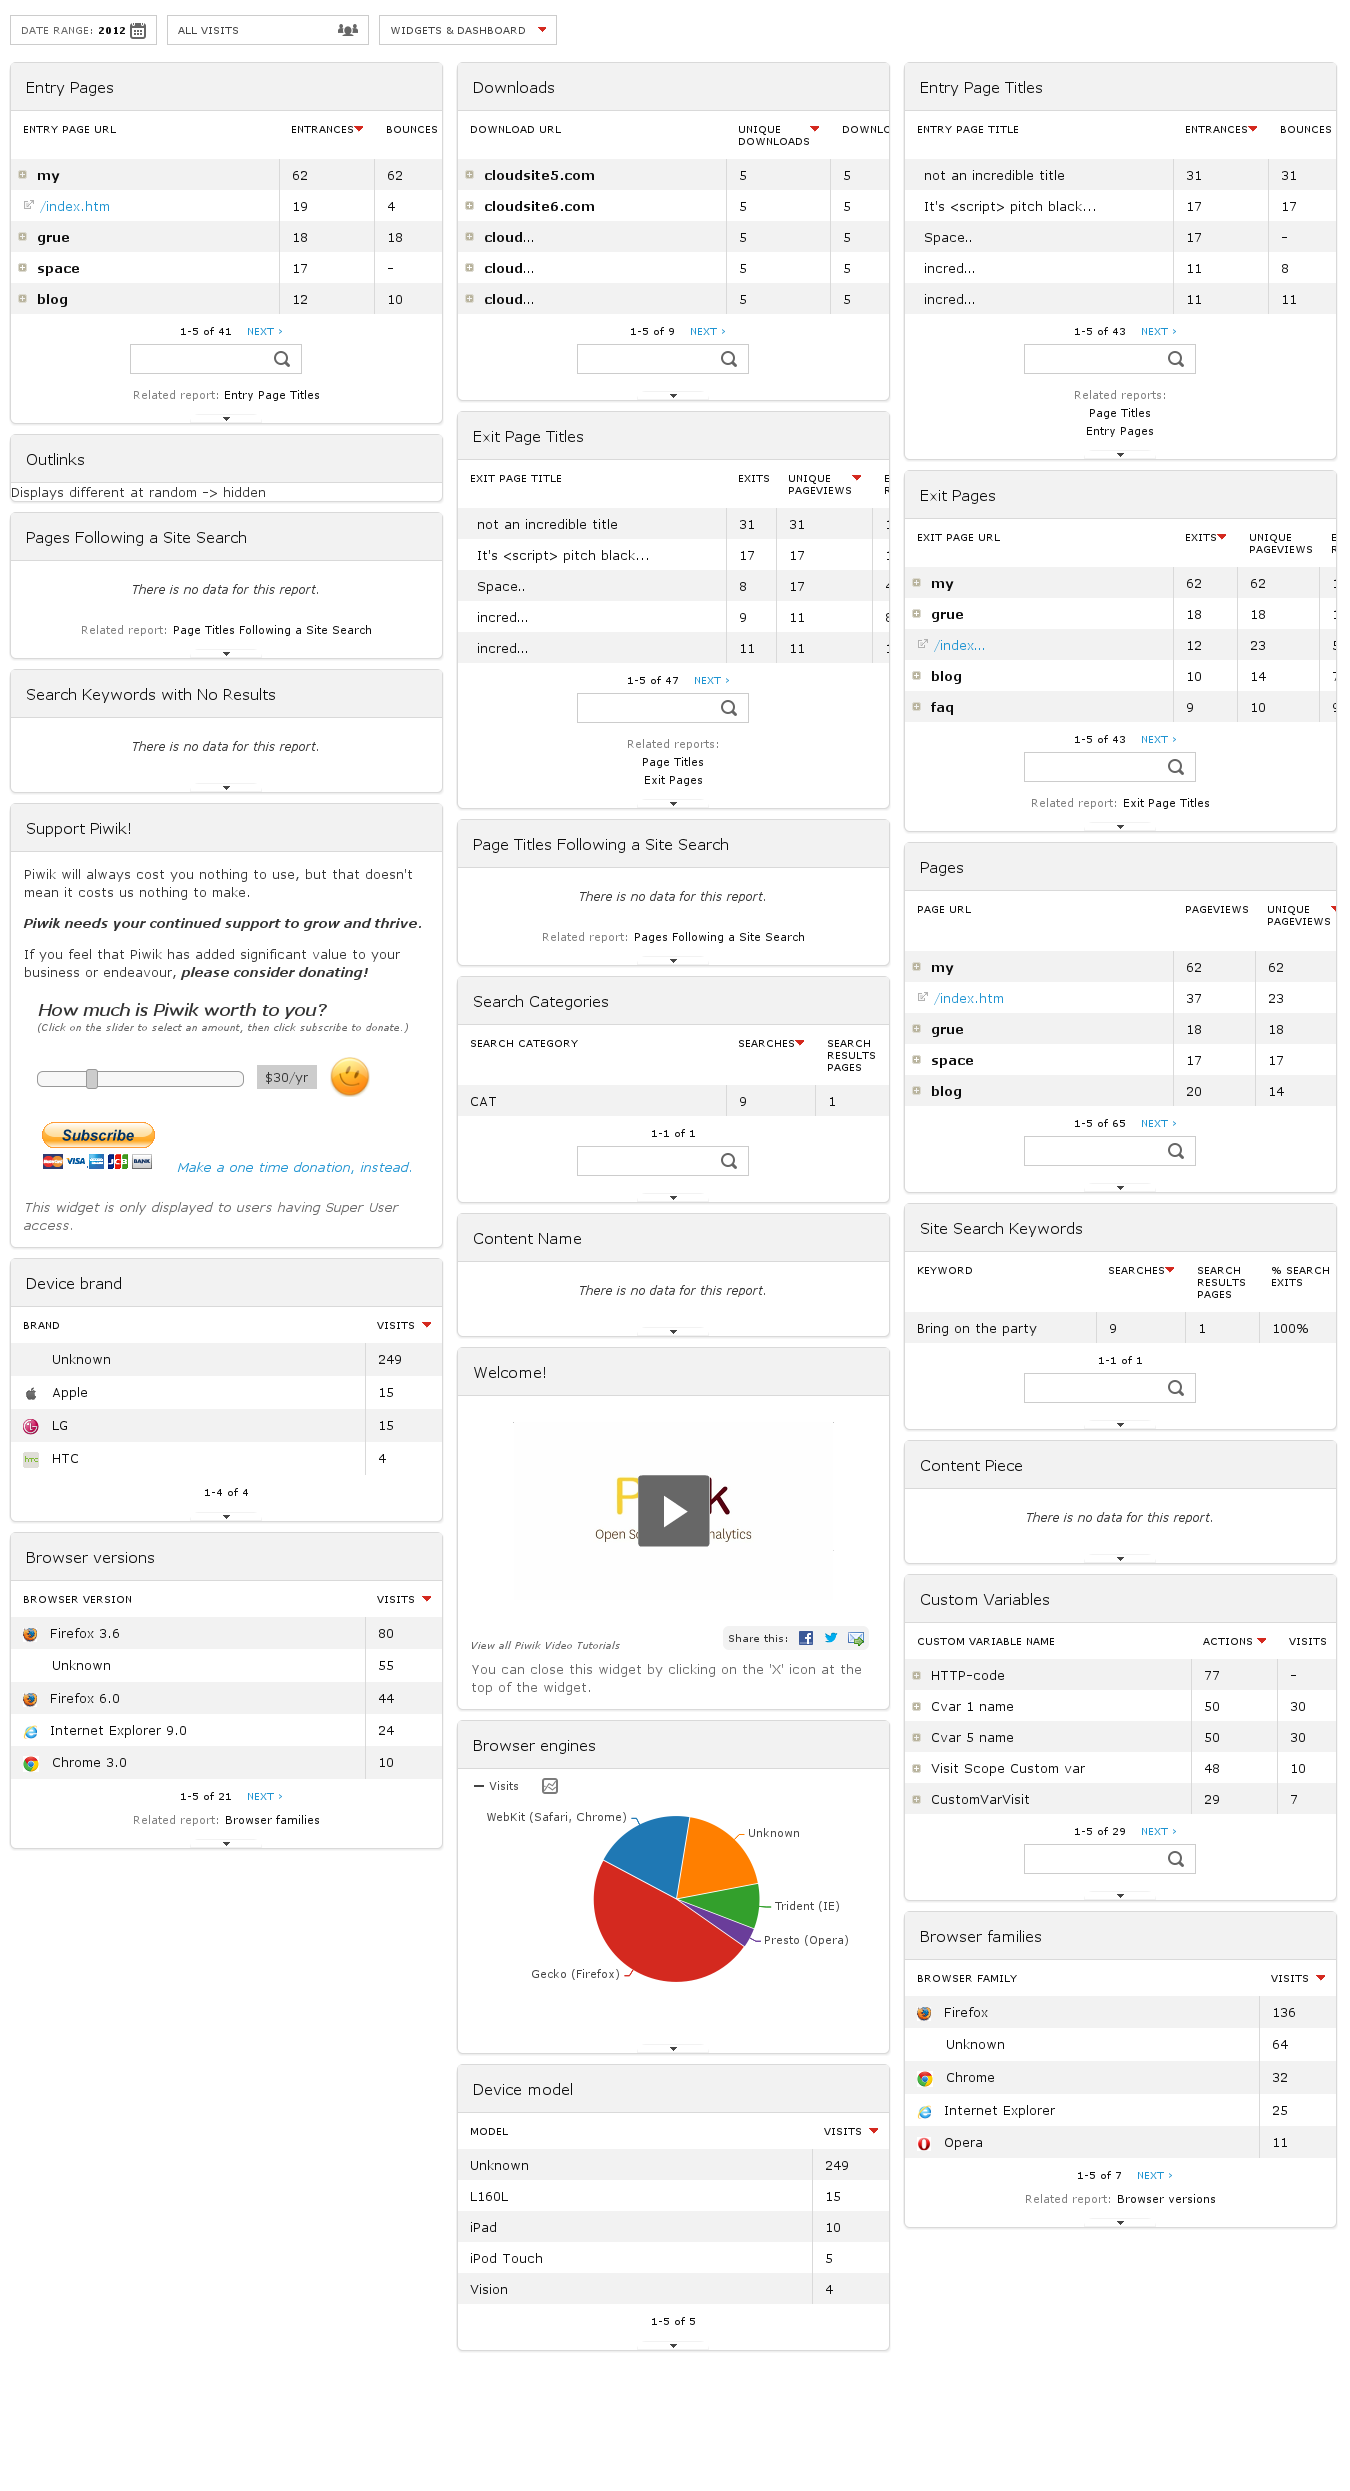 DATE RANGE: 2012
ALL VISITS
WIDGETS & DASHBOARD
Entry Pages
ENTRY PAGE URL ENTRANCES BOUNCES
my 62 62
/index.htm 19 4
grue 18 18
space 17 -
blog 12 10
1-5 of 41 NEXT ›
Related report: Entry Page Titles
Outlinks
Displays different at random -> hidden
Pages Following a Site Search
There is no data for this report.
Related report: Page Titles Following a Site Search
Search Keywords with No Results
There is no data for this report.
Support Piwik!
Piwik will always cost you nothing to use, but that doesn't
mean it costs us nothing to make.
Piwik needs your continued support to grow and thrive.
If you feel that Piwik has added significant value to your
business or endeavour, please consider donating!
How much is Piwik worth to you?
(Click on the slider to select an amount, then click subscribe to donate.)
$30/yr
Subscribe
VISA JCB BANK
Make a one time donation, instead.
This widget is only displayed to users having Super User
access.
Device brand
BRAND VISITS
Unknown 249
Apple 15
LG 15
hTC HTC 4
1-4 of 4
Browser versions
BROWSER VERSION VISITS
Firefox 3.6 80
Unknown 55
Firefox 6.0 44
Internet Explorer 9.0 24
Chrome 3.0 10
1-5 of 21 NEXT ›
Related report: Browser families
Downloads
DOWNLOAD URL UNIQUE DOWNLC
DOWNLOADS
cloudsite5.com 5 5
cloudsite6.com 5 5
cloud... 5 5
cloud... 5 5
cloud... 5 5
1-5 of 9 NEXT ›
Exit Page Titles
EXIT PAGE TITLE EXITS UNIQUE E
PAGEVIEWS R
not an incredible title 31 31 1
It's <script> pitch black... 17 17 1
Space.. 8 17 4
incred... 9 11 8
incred... 11 11 1
1-5 of 47 NEXT ›
Related reports:
Page Titles
Exit Pages
Page Titles Following a Site Search
There is no data for this report.
Related report: Pages Following a Site Search
Search Categories
SEARCH CATEGORY SEARCHES SEARCH
RESULTS
PAGES
CAT 9 1
1-1 of 1
Content Name
There is no data for this report.
Welcome!
P k
Open So nalytics
View all Piwik Video Tutorials
Share this:
You can close this widget by clicking on the 'X' icon at the
top of the widget.
Browser engines
Visits
WebKit (Safari, Chrome)
Unknown
Trident (IE)
Presto (Opera)
Gecko (Firefox)
Device model
MODEL VISITS
Unknown 249
L160L 15
iPad 10
iPod Touch 5
Vision 4
1-5 of 5
Entry Page Titles
ENTRY PAGE TITLE ENTRANCES BOUNCES
not an incredible title 31 31
It's <script> pitch black... 17 17
Space.. 17 -
incred... 11 8
incred... 11 11
1-5 of 43 NEXT ›
Related reports:
Page Titles
Entry Pages
Exit Pages
EXIT PAGE URL EXITS UNIQUE E
PAGEVIEWS R
my 62 62 1
grue 18 18 1
/index... 12 23 5
blog 10 14 7
faq 9 10 9
1-5 of 43 NEXT ›
Related report: Exit Page Titles
Pages
PAGE URL PAGEVIEWS UNIQUE
PAGEVIEWS
my 62 62
/index.htm 37 23
grue 18 18
space 17 17
blog 20 14
1-5 of 65 NEXT ›
Site Search Keywords
KEYWORD SEARCHES SEARCH % SEARCH
RESULTS EXITS
PAGES
Bring on the party 9 1 100%
1-1 of 1
Content Piece
There is no data for this report.
Custom Variables
CUSTOM VARIABLE NAME ACTIONS VISITS
HTTP-code 77 -
Cvar 1 name 50 30
Cvar 5 name 50 30
Visit Scope Custom var 48 10
CustomVarVisit 29 7
1-5 of 29 NEXT ›
Browser families
BROWSER FAMILY VISITS
Firefox 136
Unknown 64
Chrome 32
Internet Explorer 25
Opera 11
1-5 of 7 NEXT ›
Related report: Browser versions